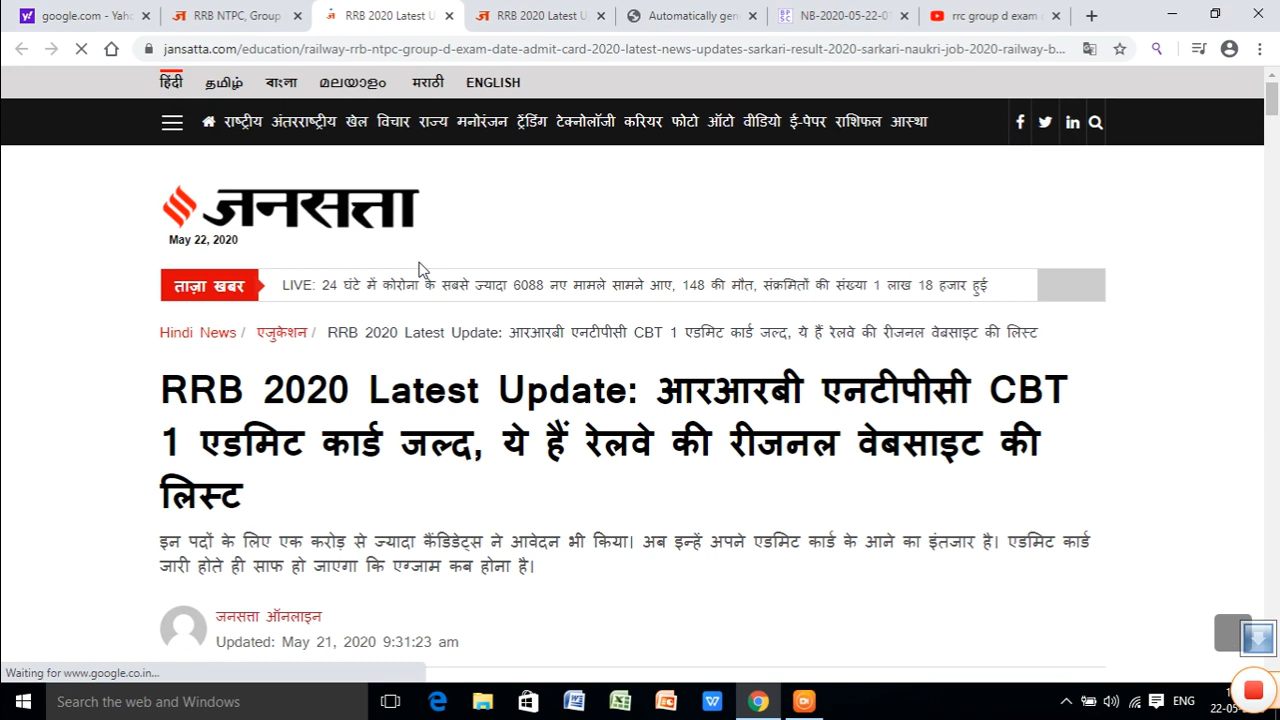 google.com - Yah
RRB NTPC, Group
RRB 2020 Latest U
RRB 2020 Latest U
Automatically ge
NB-2020-05-22-01
rrc group d exam
jansatta.com/education/railway-rrb-ntpc-group-d-exam-date-admit-card-2020-latest-news-updates-sarkari-result-2020-sarkari-naukri-job-2020-railway-b...
हिंदी தமிழ் বাংলা മലയാളം मराठी ENGLISH
राष्ट्रीय अंतरराष्ट्रीय खेल विचार राज्य मनोरंजन ट्रेंडिंग टेक्नोलॉजी करियर फोटो ऑटो वीडियो ई-पेपर राशिफल आस्था
जनसत्ता
May 22, 2020
ताज़ा खबर LIVE: 24 घंटे में कोरोना के सबसे ज्यादा 6088 नए मामले सामने आए, 148 की मौत, संक्रमितों की संख्या 1 लाख 18 हजार हुई
Hindi News / एजुकेशन / RRB 2020 Latest Update: आरआरबी एनटीपीसी CBT 1 एडमिट कार्ड जल्द, ये हैं रेलवे की रीजनल वेबसाइट की लिस्ट
RRB 2020 Latest Update: आरआरबी एनटीपीसी CBT
1 एडमिट कार्ड जल्द, ये हैं रेलवे की रीजनल वेबसाइट की
लिस्ट
इन पदों के लिए एक करोड़ से ज्यादा कैंडिडेट्स ने आवेदन भी किया। अब इन्हें अपने एडमिट कार्ड के आने का इंतजार है। एडमिट कार्ड
जारी होते ही साफ हो जाएगा कि एग्जाम कब होना है।
जनसत्ता ऑनलाइन
Updated: May 21, 2020 9:31:23 am
Waiting for www.google.co.in...
Search the web and Windows
ENG
22-05-